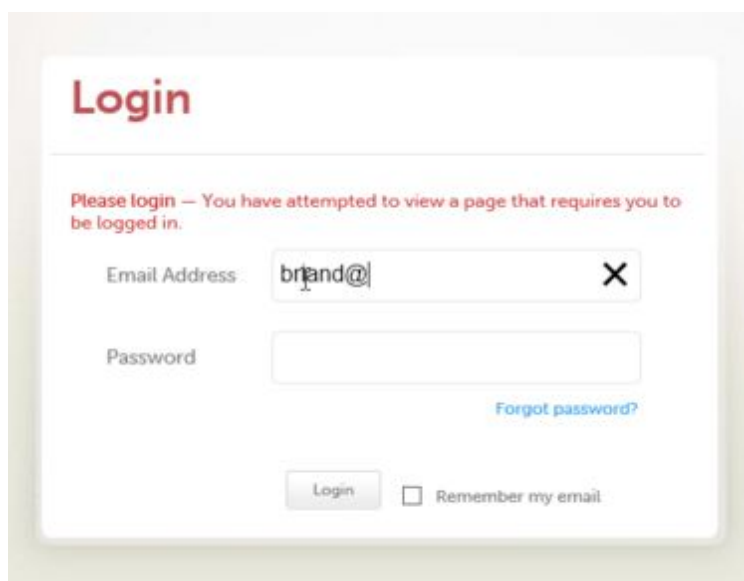 Login
Please login — You have attempted to view a page that requires you to
be logged in.
Email Address briand@
Password
Forgot password?
Login Remember my email